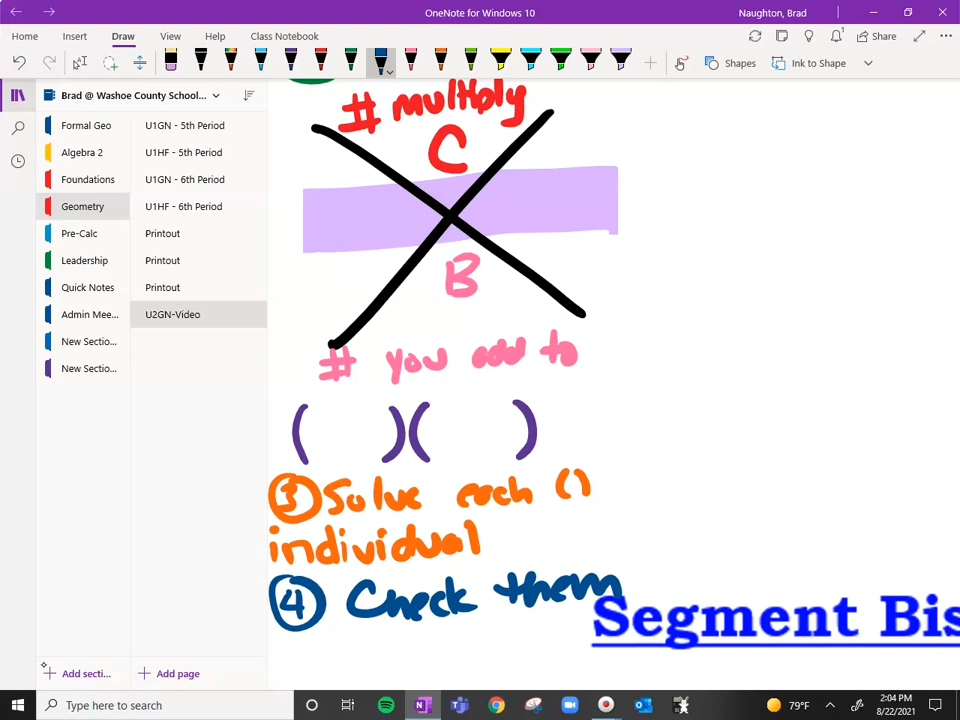 OneNote for Windows 10
Naughton, Brad
Home Insert Draw View Help Class Notebook
Share
Shapes
Ink to Shape
Brad @ Washoe County School...
Formal Geo
Algebra 2
Foundations
Geometry
Pre-Calc
Leadership
Quick Notes
Admin Mee...
New Sectio...
New Sectio...
U1GN - 5th Period
U1HF - 5th Period
U1GN - 6th Period
U1HF - 6th Period
Printout
Printout
Printout
U2GN-Video
# multiply
C
B
# you add to
( )( )
3 Solve each ()
individual
4 Check them
Segment Bis
Add secti...
Add page
Type here to search
79°F
2:04 PM
8/22/2021